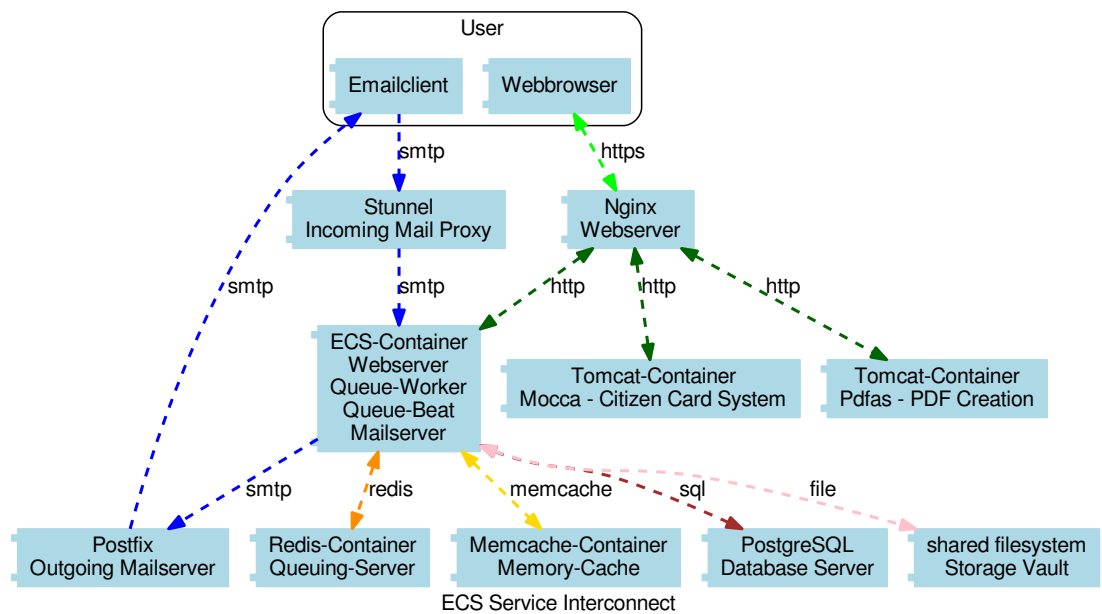 User
Emailclient
Webbrowser
smtp
https
Stunnel
Incoming Mail Proxy
Nginx
Webserver
smtp
smtp
http
http
http
ECS-Container
Webserver
Queue-Worker
Queue-Beat
Mailserver
Tomcat-Container
Mocca - Citizen Card System
Tomcat-Container
Pdfas - PDF Creation
smtp
redis
memcache
sql
file
Postfix
Outgoing Mailserver
Redis-Container
Queuing-Server
Memcache-Container
Memory-Cache
PostgreSQL
Database Server
shared filesystem
Storage Vault
ECS Service Interconnect